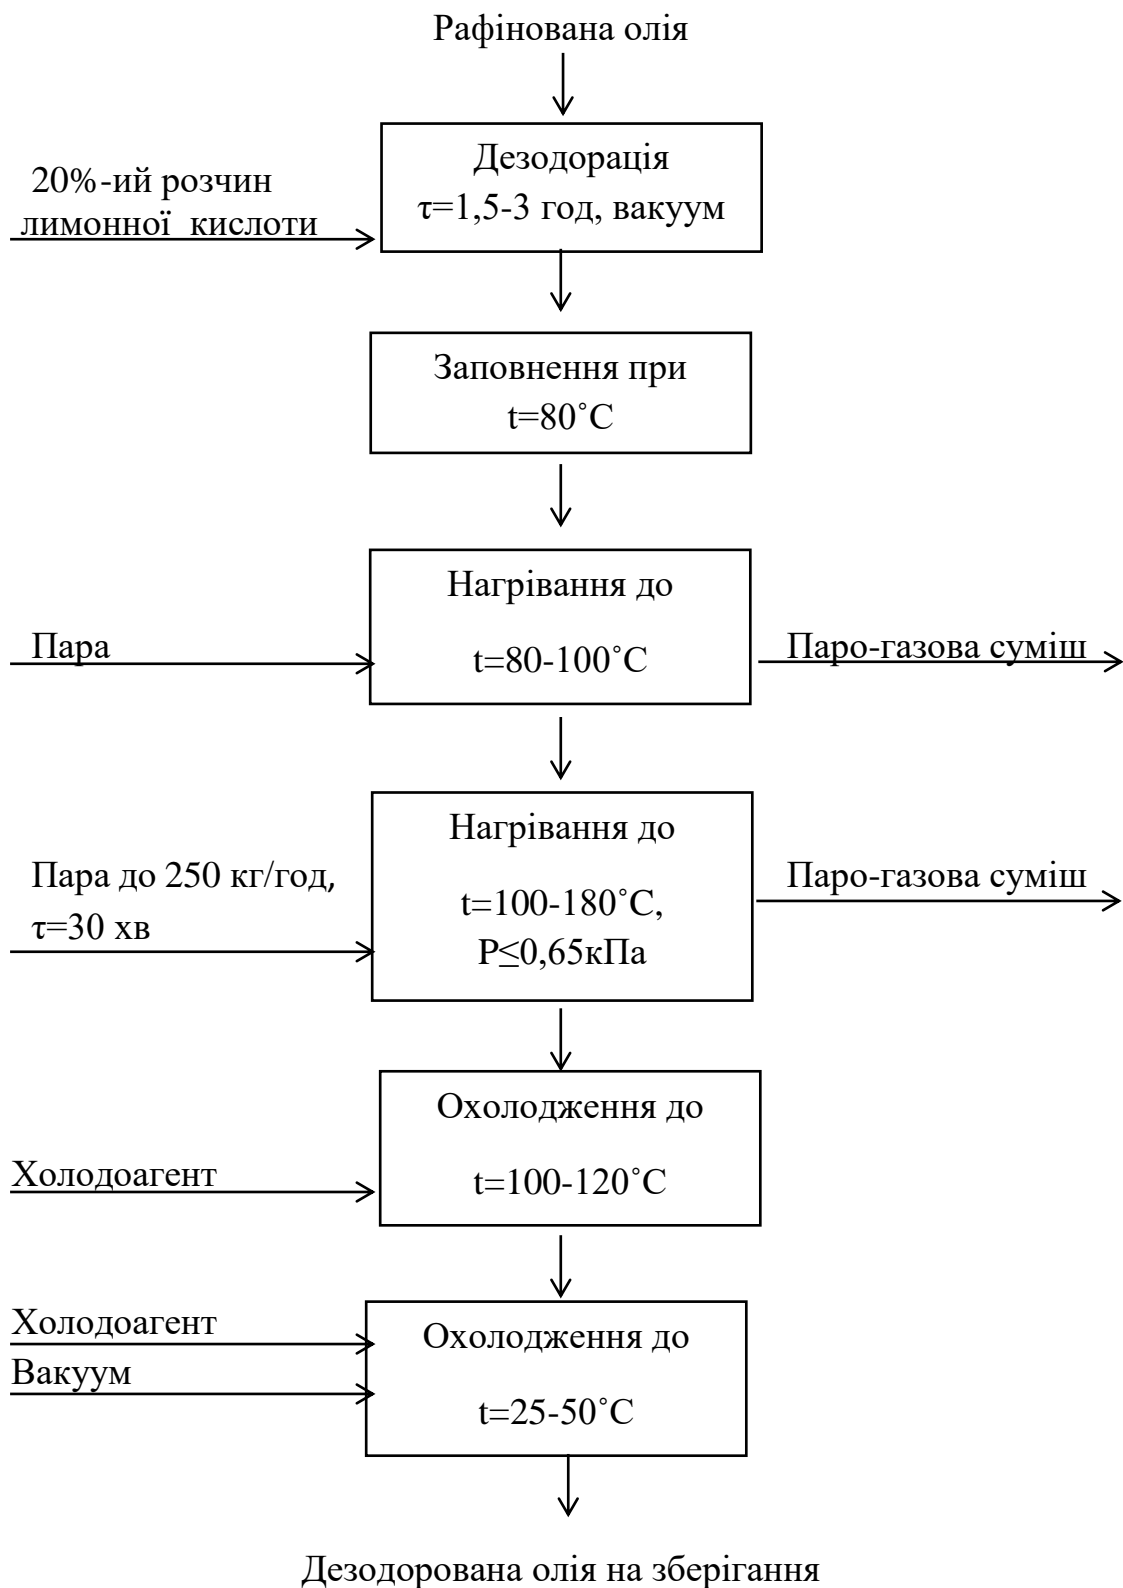 Рафінована олія
Дезодорація
τ=1,5-3 год, вакуум
20%-ий розчин
лимонної кислоти
Заповнення при
t=80˚С
Нагрівання до
t=80-100˚С
Пара
Паро-газова суміш
Нагрівання до
t=100-180˚С,
Р≤0,65кПа
Пара до 250 кг/год,
τ=30 хв
Паро-газова суміш
Охолодження до
t=100-120˚С
Холодоагент
Холодоагент
Вакуум
Охолодження до
t=25-50˚С
Дезодорована олія на зберігання